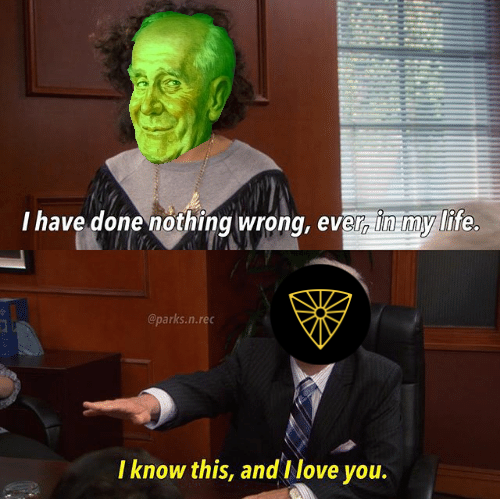 I have done nothing wrong, ever, in my life.
@parks.n.rec
I know this, and I love you.